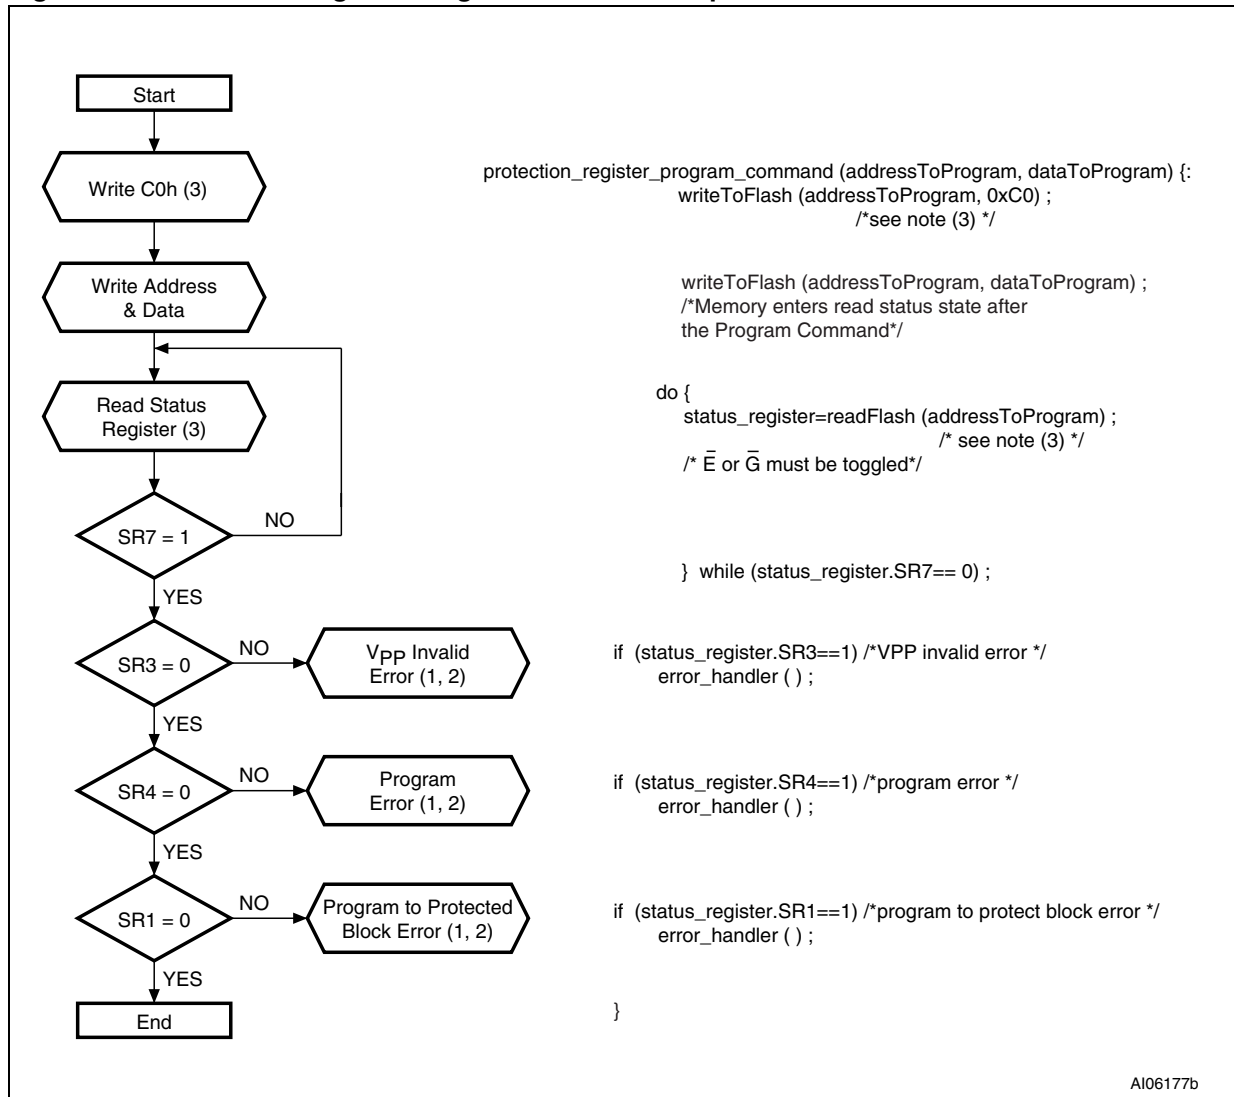 Start
Write C0h (3)
Write Address
& Data
Read Status
Register (3)
SR7 = 1
NO
YES
SR3 = 0
NO
VPP Invalid
Error (1, 2)
YES
SR4 = 0
NO
Program
Error (1, 2)
YES
SR1 = 0
NO
Program to Protected
Block Error (1, 2)
YES
End
protection_register_program_command (addressToProgram, dataToProgram) {:
writeToFlash (addressToProgram, 0xC0) ;
/*see note (3) */
writeToFlash (addressToProgram, dataToProgram) ;
/*Memory enters read status state after
the Program Command*/
do {
status_register=readFlash (addressToProgram) ;
/* see note (3) */
/* E̅ or G̅ must be toggled*/
} while (status_register.SR7== 0) ;
if (status_register.SR3==1) /*VPP invalid error */
error_handler ( ) ;
if (status_register.SR4==1) /*program error */
error_handler ( ) ;
if (status_register.SR1==1) /*program to protect block error */
error_handler ( ) ;
}
AI06177b